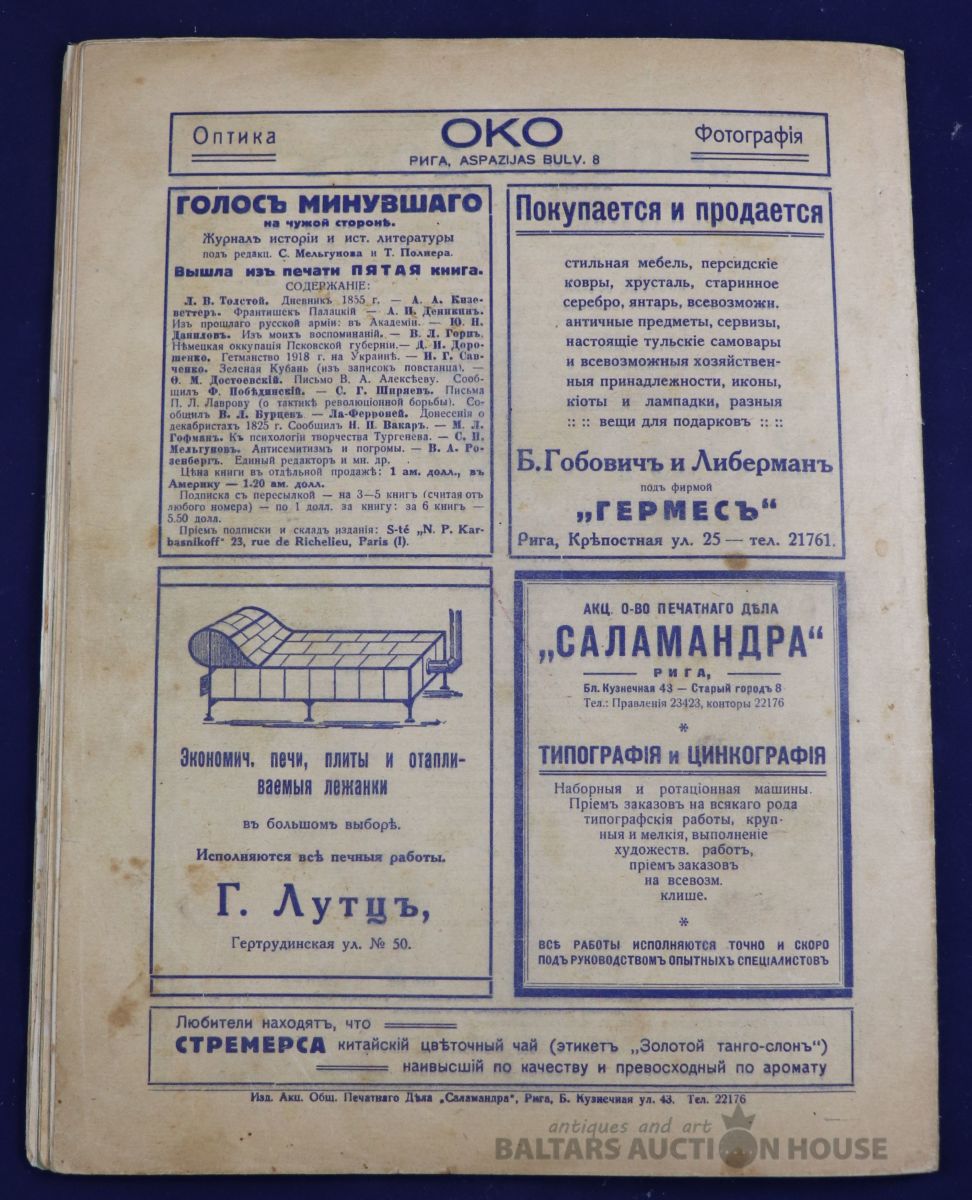 Оптика
ОКО
Фотографія
РИГА, ASPAZIJAS BULV. 8
ГОЛОСЪ МИНУВШАГО
на чужой сторонѣ.
Журналъ исторіи и ист. литературы
подъ редакц. С. Мельгунова и Т. Полнера.
Вышла изъ печати ПЯТАЯ книга.
СОДЕРЖАНІЕ:
Л. В. Толстой. Дневникъ 1855 г. — А. А. Кизе-
веттеръ. Франтишекъ Палацкій — А. И. Деникинъ.
Изъ прошлаго русской арміи: въ Академіи. — Ю. Н.
Даниловъ. Изъ моихъ воспоминаній. — В. Л. Горнъ.
Нѣмецкая оккупація Псковской губерніи.— Д. И. Доро-
шенко. Гетманство 1918 г. на Украинѣ. — И. Г. Сав-
ченко. Зеленая Кубань (изъ записокъ повстанца). —
Ѳ. М. Достоевскій. Письмо В. А. Алексѣеву. Сооб-
щилъ Ф. Побѣдинскій. — С. Г. Ширяевъ. Письма
П. Л. Лаврову (о тактикѣ революціонной борьбы). Со-
общилъ В. Л. Бурцевъ. — Ла-Ферроней. Донесенія о
декабристахъ 1825 г. Сообщилъ Н. П. Вакаръ. — М. Л.
Гофманъ. Къ психологіи творчества Тургенева. — С. П.
Мельгуновъ. Антисемитизмъ и погромы. — В. А. Ро-
зенбергъ. Единый редакторъ и мн. др.
Цѣна книги въ отдѣльной продажѣ: 1 ам. долл., въ
Америку — 1·20 ам. долл.
Подписка съ пересылкой — на 3—5 книгъ (считая отъ
любого номера) — по 1 долл. за книгу: за 6 книгъ —
5.50 долл.
Пріемъ подписки и складъ изданія: S-té „N. P. Kar-
basnikoff" 23, rue de Richelieu, Paris (I).
Покупается и продается
стильная мебель, персидскіе
ковры, хрусталь, старинное
серебро, янтарь, всевозможн.
античные предметы, сервизы,
настоящіе тульскіе самовары
и всевозможныя хозяйствен-
ныя принадлежности, иконы,
кіоты и лампадки, разныя
:: :: вещи для подарковъ :: ::
Б. Гобовичъ и Либерманъ
подъ фирмой
„ГЕРМЕСЪ“
Рига, Крѣпостная ул. 25 — тел. 21761.
Экономич. печи, плиты и отапли-
ваемыя лежанки
въ большомъ выборѣ.
Исполняются всѣ печныя работы.
Г. Лутцъ,
Гертрудинская ул. № 50.
АКЦ. О-ВО ПЕЧАТНАГО ДѢЛА
„САЛАМАНДРА“
РИГА,
Бл. Кузнечная 43 — Старый городъ 8
Тел.: Правленія 23423, конторы 22176
*
ТИПОГРАФІЯ и ЦИНКОГРАФІЯ
Наборныя и ротаціонная машины.
Пріемъ заказовъ на всякаго рода
типографскія работы, круп-
ныя и мелкія, выполненіе
художеств. работъ,
пріемъ заказовъ
на всевозм.
клише.
*
ВСѢ РАБОТЫ ИСПОЛНЯЮТСЯ ТОЧНО И СКОРО
ПОДЪ РУКОВОДСТВОМЪ ОПЫТНЫХЪ СПЕЦІАЛИСТОВЪ
Любители находятъ, что
СТРЕМЕРСА китайскій цвѣточный чай (этикетъ „Золотой танго-слонъ“)
наивысшій по качеству и превосходный по аромату
Изд. Акц. Общ. Печатнаго Дѣла „Саламандра“, Рига, Б. Кузнечная ул. 43. Тел. 22176
antiques and art
BALTARS AUCTION HOUSE